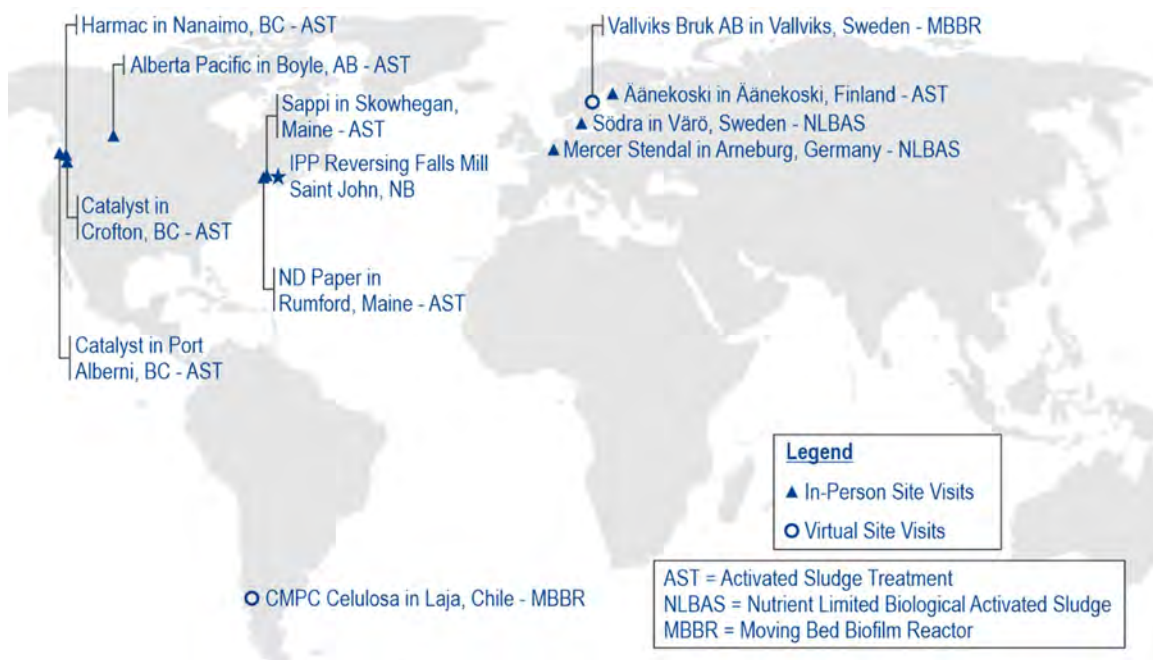 Harmac in Nanaimo, BC - AST
Alberta Pacific in Boyle, AB - AST
Sappi in Skowhegan,
Maine - AST
IPP Reversing Falls Mill
Saint John, NB
Catalyst in
Crofton, BC - AST
ND Paper in
Rumford, Maine - AST
Catalyst in Port
Alberni, BC - AST
Vallviks Bruk AB in Vallviks, Sweden - MBBR
Äänekoski in Äänekoski, Finland - AST
Södra in Värö, Sweden - NLBAS
Mercer Stendal in Arneburg, Germany - NLBAS
CMPC Celulosa in Laja, Chile - MBBR
Legend
In-Person Site Visits
Virtual Site Visits
AST = Activated Sludge Treatment
NLBAS = Nutrient Limited Biological Activated Sludge
MBBR = Moving Bed Biofilm Reactor